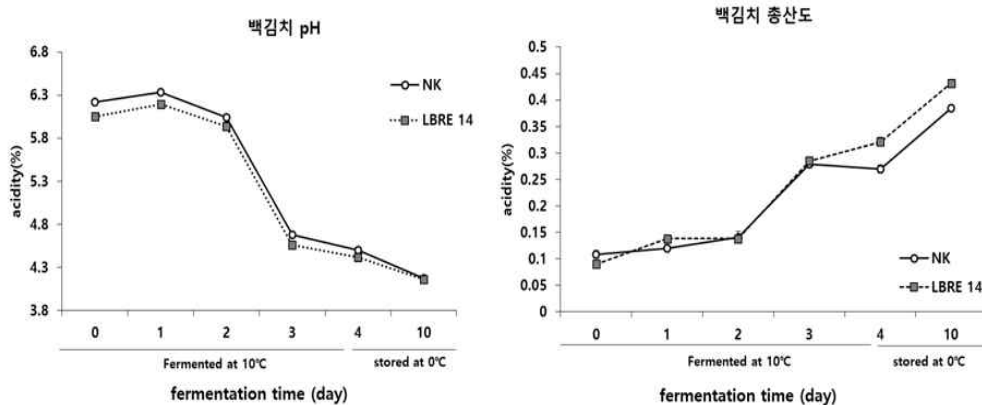 백김치 pH
6.8
6.3
5.8
5.3
4.8
4.3
3.8
acidity(%)
NK
LBRE 14
0 1 2 3 4 10
Fermented at 10℃ stored at 0℃
fermentation time (day)
백김치 총산도
0.5
0.45
0.4
0.35
0.3
0.25
0.2
0.15
0.1
0.05
0
acidity(%)
NK
LBRE 14
0 1 2 3 4 10
Fermented at 10℃ stored at 0℃
fermentation time (day)